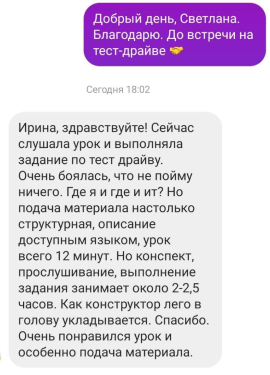 Добрый день, Светлана.
Благодарю. До встречи на
тест-драйве 🤝
Сегодня 18:02
Ирина, здравствуйте! Сейчас
слушала урок и выполняла
задание по тест драйву.
Очень боялась, что не пойму
ничего. Где я и где и ит? Но
подача материала настолько
структурная, описание
доступным языком, урок
всего 12 минут. Но конспект,
прослушивание, выполнение
задания занимает около 2-2,5
часов. Как конструктор лего в
голову укладывается. Спасибо.
Очень понравился урок и
особенно подача материала.